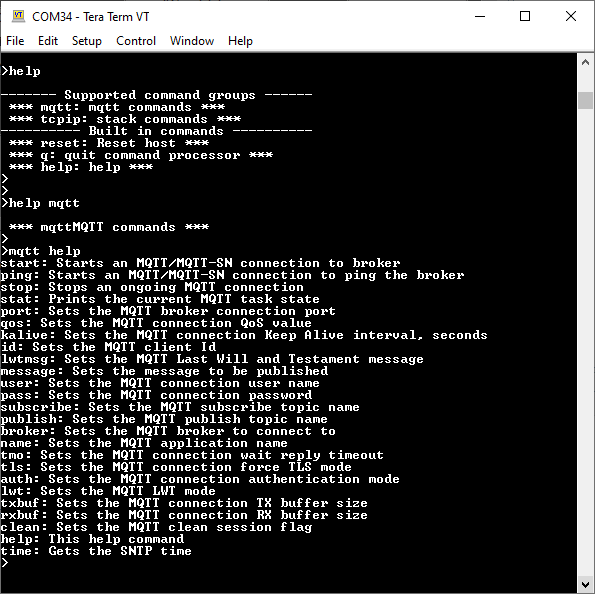 COM34 - Tera Term VT
File Edit Setup Control Window Help
>help
------- Supported command groups ------
*** mqtt: mqtt commands ***
*** tcpip: stack commands ***
---------- Built in commands ----------
*** reset: Reset host ***
*** q: quit command processor ***
*** help: help ***
>
>
>help mqtt
*** mqttMQTT commands ***
>
>mqtt help
start: Starts an MQTT/MQTT-SN connection to broker
ping: Starts an MQTT/MQTT-SN connection to ping the broker
stop: Stops an ongoing MQTT connection
stat: Prints the current MQTT task state
port: Sets the MQTT broker connection port
qos: Sets the MQTT connection QoS value
kalive: Sets the MQTT connection Keep Alive interval, seconds
id: Sets the MQTT client Id
lwtmsg: Sets the MQTT Last Will and Testament message
message: Sets the message to be published
user: Sets the MQTT connection user name
pass: Sets the MQTT connection password
subscribe: Sets the MQTT subscribe topic name
publish: Sets the MQTT publish topic name
broker: Sets the MQTT broker to connect to
name: Sets the MQTT application name
tmo: Sets the MQTT connection wait reply timeout
tls: Sets the MQTT connection force TLS mode
auth: Sets the MQTT connection authentication mode
lwt: Sets the MQTT LWT mode
txbuf: Sets the MQTT connection TX buffer size
rxbuf: Sets the MQTT connection RX buffer size
clean: Sets the MQTT clean session flag
help: This help command
time: Gets the SNTP time
>